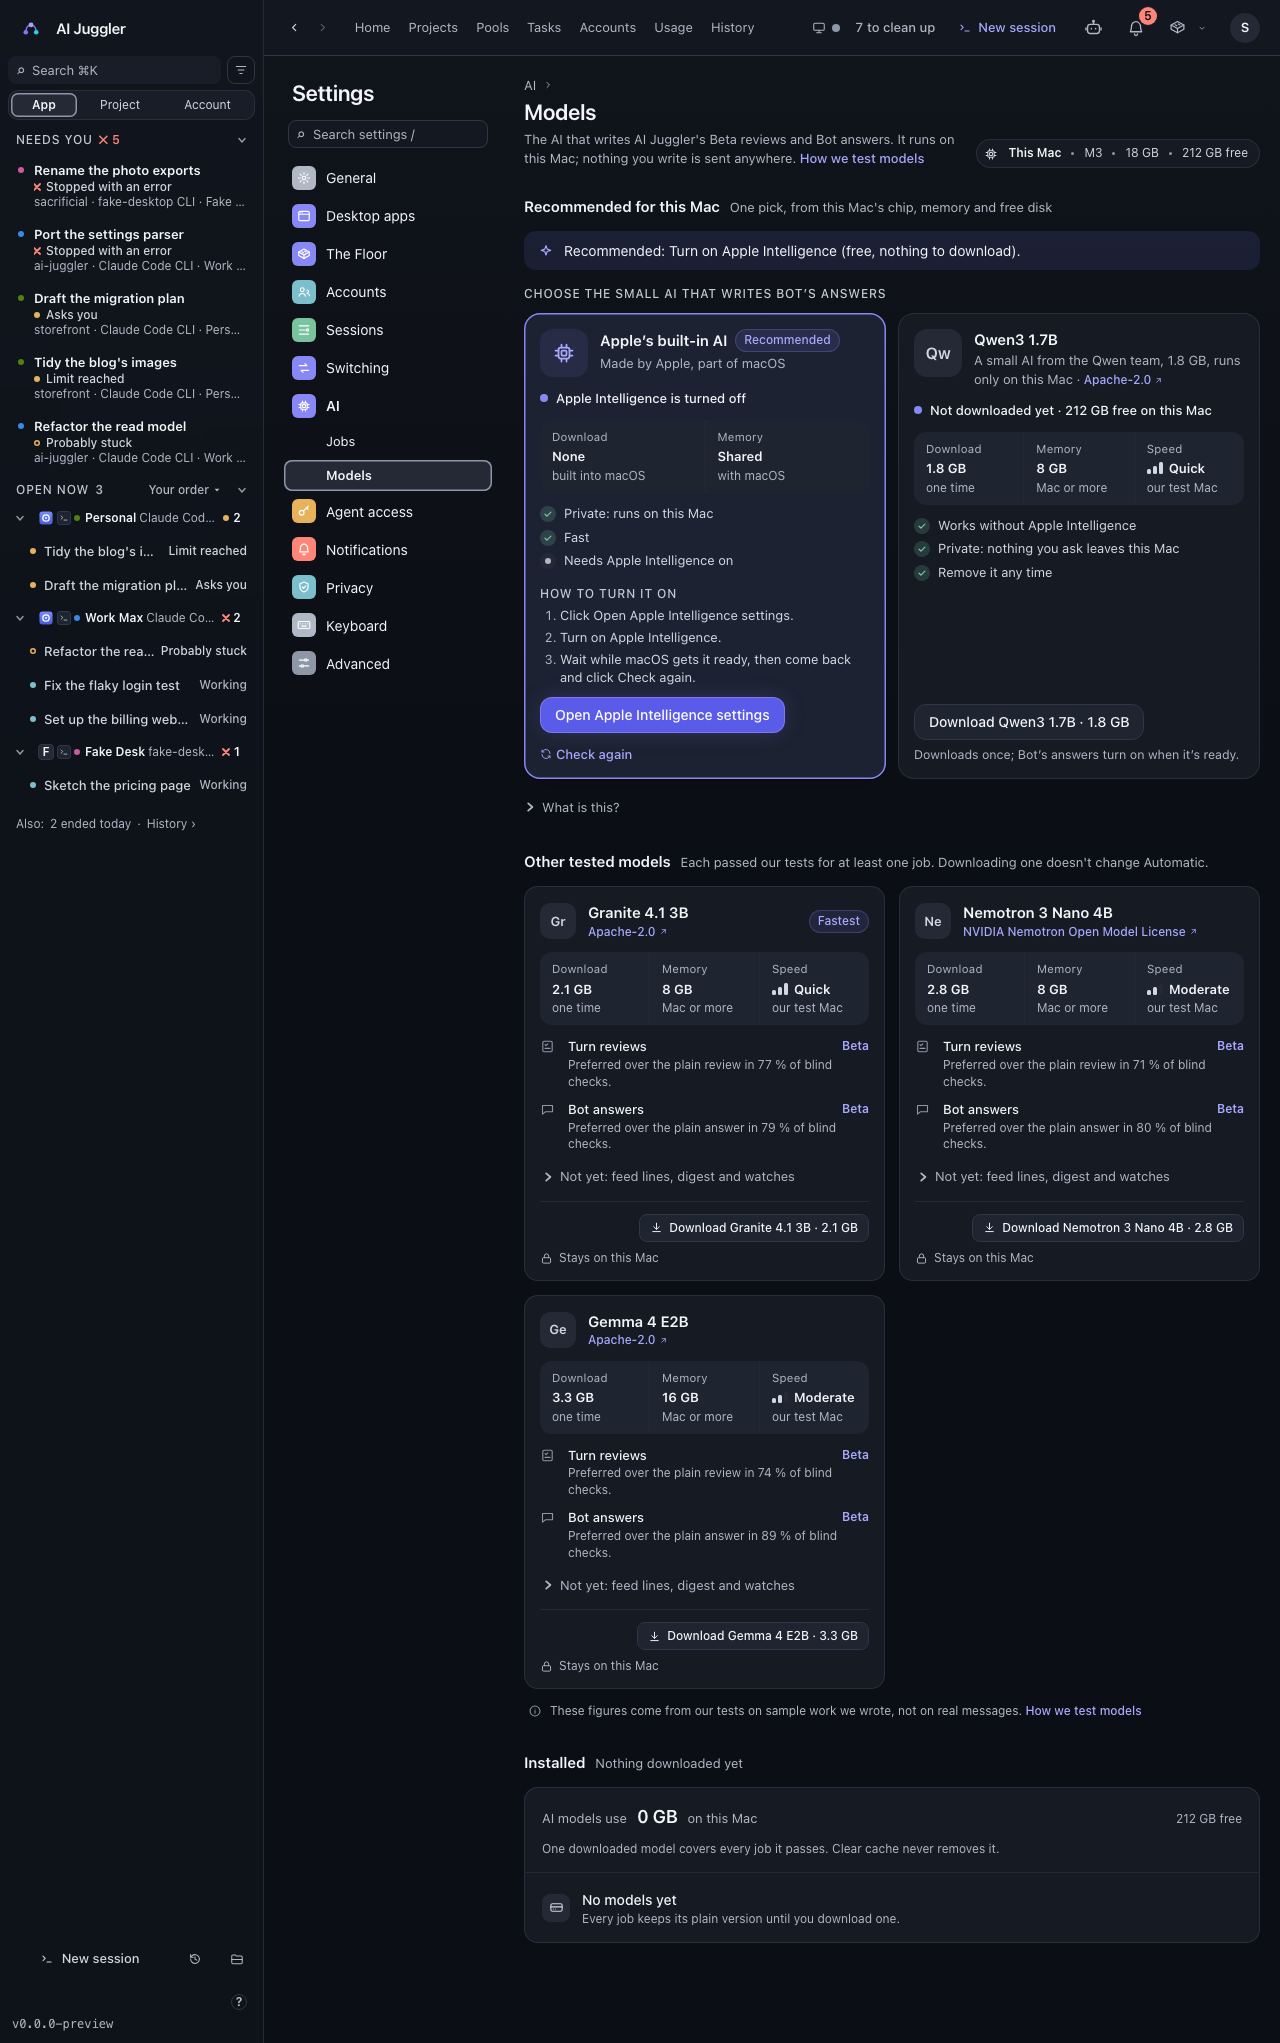 AI Juggler
Search ⌘K
App Project Account
NEEDS YOU 5
Rename the photo exports
Stopped with an error
sacrificial · fake-desktop CLI · Fake ...
Port the settings parser
Stopped with an error
ai-juggler · Claude Code CLI · Work ...
Draft the migration plan
Asks you
storefront · Claude Code CLI · Pers...
Tidy the blog's images
Limit reached
storefront · Claude Code CLI · Pers...
Refactor the read model
Probably stuck
ai-juggler · Claude Code CLI · Work ...
OPEN NOW 3 Your order
Personal Claude Cod... 2
Tidy the blog's i... Limit reached
Draft the migration pl... Asks you
Work Max Claude Co... 2
Refactor the rea... Probably stuck
Fix the flaky login test Working
Set up the billing web... Working
F Fake Desk fake-desk... 1
Sketch the pricing page Working
Also: 2 ended today · History ›
New session
?
v0.0.0-preview
Home Projects Pools Tasks Accounts Usage History
7 to clean up
New session
5
S
Settings
Search settings /
General
Desktop apps
The Floor
Accounts
Sessions
Switching
AI
Jobs
Models
Agent access
Notifications
Privacy
Keyboard
Advanced
AI
Models
The AI that writes AI Juggler's Beta reviews and Bot answers. It runs on
this Mac; nothing you write is sent anywhere. How we test models
This Mac • M3 • 18 GB • 212 GB free
Recommended for this Mac One pick, from this Mac's chip, memory and free disk
Recommended: Turn on Apple Intelligence (free, nothing to download).
CHOOSE THE SMALL AI THAT WRITES BOT'S ANSWERS
Apple's built-in AI Recommended
Made by Apple, part of macOS
Apple Intelligence is turned off
Download Memory
None Shared
built into macOS with macOS
Private: runs on this Mac
Fast
Needs Apple Intelligence on
HOW TO TURN IT ON
1. Click Open Apple Intelligence settings.
2. Turn on Apple Intelligence.
3. Wait while macOS gets it ready, then come back
and click Check again.
Open Apple Intelligence settings
Check again
Qw
Qwen3 1.7B
A small AI from the Qwen team, 1.8 GB, runs
only on this Mac · Apache-2.0 ↗
Not downloaded yet · 212 GB free on this Mac
Download Memory Speed
1.8 GB 8 GB Quick
one time Mac or more our test Mac
Works without Apple Intelligence
Private: nothing you ask leaves this Mac
Remove it any time
Download Qwen3 1.7B · 1.8 GB
Downloads once; Bot's answers turn on when it's ready.
What is this?
Other tested models Each passed our tests for at least one job. Downloading one doesn't change Automatic.
Gr
Granite 4.1 3B
Apache-2.0 ↗
Fastest
Download Memory Speed
2.1 GB 8 GB Quick
one time Mac or more our test Mac
Turn reviews Beta
Preferred over the plain review in 77 % of blind
checks.
Bot answers Beta
Preferred over the plain answer in 79 % of blind
checks.
Not yet: feed lines, digest and watches
Download Granite 4.1 3B · 2.1 GB
Stays on this Mac
Ne
Nemotron 3 Nano 4B
NVIDIA Nemotron Open Model License ↗
Download Memory Speed
2.8 GB 8 GB Moderate
one time Mac or more our test Mac
Turn reviews Beta
Preferred over the plain review in 71 % of blind
checks.
Bot answers Beta
Preferred over the plain answer in 80 % of blind
checks.
Not yet: feed lines, digest and watches
Download Nemotron 3 Nano 4B · 2.8 GB
Stays on this Mac
Ge
Gemma 4 E2B
Apache-2.0 ↗
Download Memory Speed
3.3 GB 16 GB Moderate
one time Mac or more our test Mac
Turn reviews Beta
Preferred over the plain review in 74 % of blind
checks.
Bot answers Beta
Preferred over the plain answer in 89 % of blind
checks.
Not yet: feed lines, digest and watches
Download Gemma 4 E2B · 3.3 GB
Stays on this Mac
These figures come from our tests on sample work we wrote, not on real messages. How we test models
Installed Nothing downloaded yet
AI models use 0 GB on this Mac 212 GB free
One downloaded model covers every job it passes. Clear cache never removes it.
No models yet
Every job keeps its plain version until you download one.